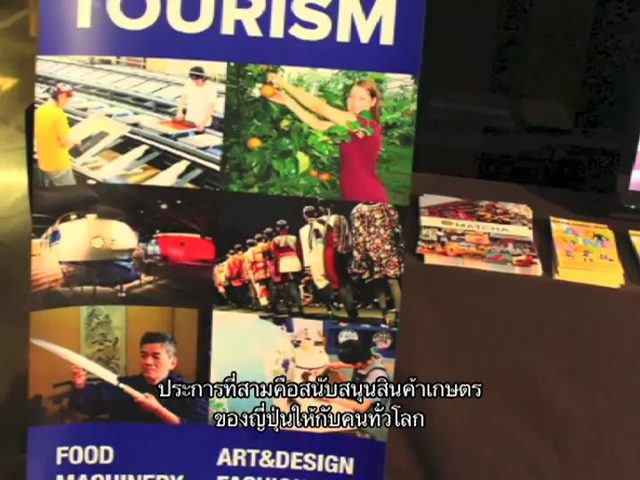 TOURISM
MATCHA
ประการที่สามคือสนับสนุนสินค้าเกษตร
ของญี่ปุ่นให้กับคนทั่วโลก
FOOD
MACHINERY
ART&DESIGN
FASHION